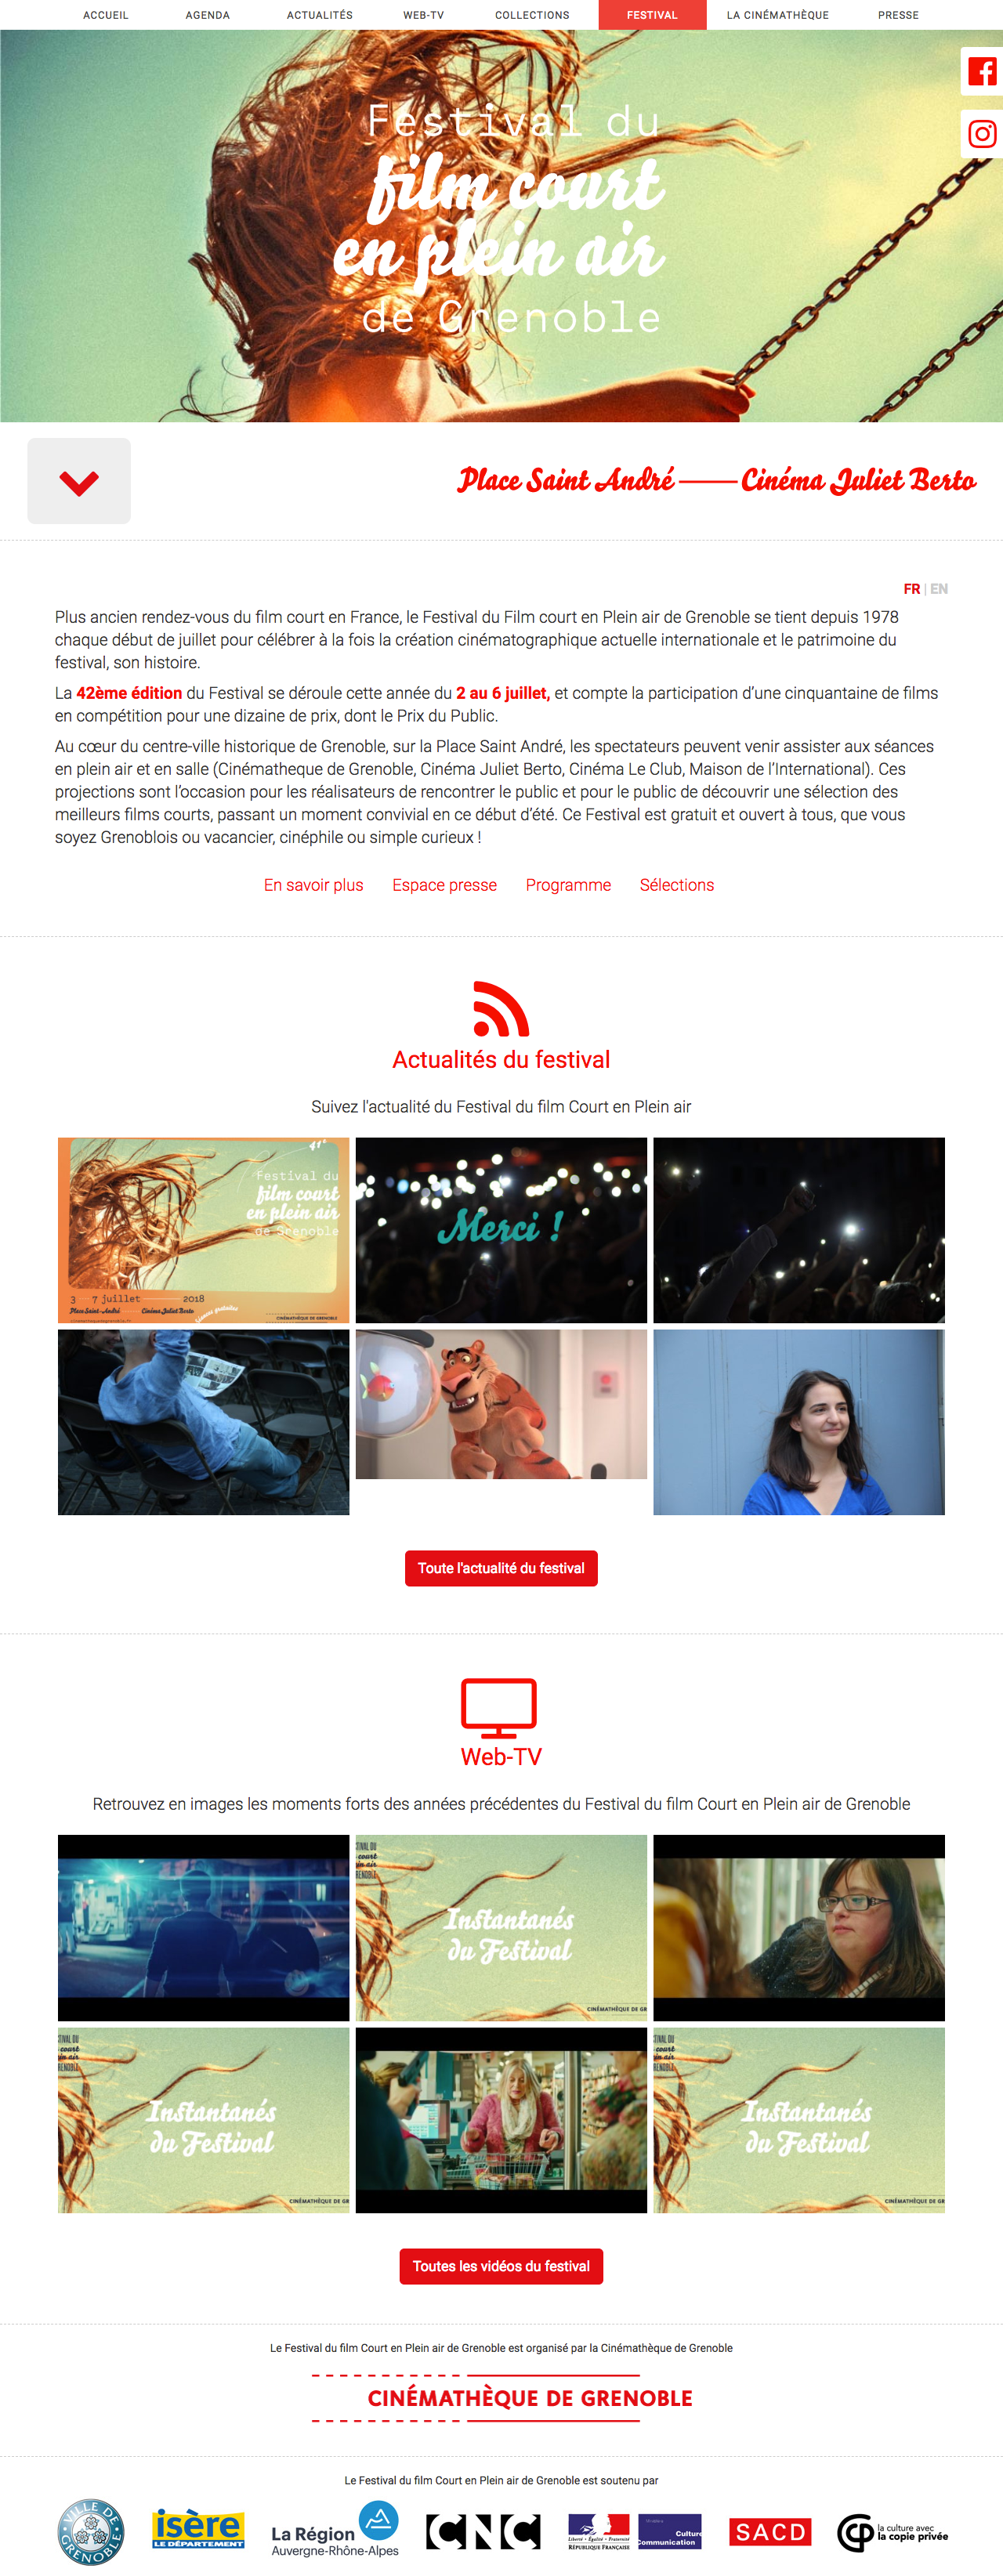 ACCUEIL AGENDA ACTUALITÉS WEB-TV COLLECTIONS FESTIVAL LA CINÉMATHÈQUE PRESSE
Festival du
film court
en plein air
de Grenoble
Place Saint André — Cinéma Juliet Berto
FR | EN
Plus ancien rendez-vous du film court en France, le Festival du Film court en Plein air de Grenoble se tient depuis 1978
chaque début de juillet pour célébrer à la fois la création cinématographique actuelle internationale et le patrimoine du
festival, son histoire.
La 42ème édition du Festival se déroule cette année du 2 au 6 juillet, et compte la participation d'une cinquantaine de films
en compétition pour une dizaine de prix, dont le Prix du Public.
Au cœur du centre-ville historique de Grenoble, sur la Place Saint André, les spectateurs peuvent venir assister aux séances
en plein air et en salle (Cinématheque de Grenoble, Cinéma Juliet Berto, Cinéma Le Club, Maison de l'International). Ces
projections sont l'occasion pour les réalisateurs de rencontrer le public et pour le public de découvrir une sélection des
meilleurs films courts, passant un moment convivial en ce début d'été. Ce Festival est gratuit et ouvert à tous, que vous
soyez Grenoblois ou vacancier, cinéphile ou simple curieux !
En savoir plus Espace presse Programme Sélections
Actualités du festival
Suivez l'actualité du Festival du film Court en Plein air
Festival du
film court
en plein air
de Grenoble
3 7 juillet 2018
Place Saint-André Cinéma Juliet Berto
CINÉMATHÈQUE DE GRENOBLE
Merci !
Toute l'actualité du festival
Web-TV
Retrouvez en images les moments forts des années précédentes du Festival du film Court en Plein air de Grenoble
Instantanés
du Festival
CINÉMATHÈQUE DE GR
Instantanés
du Festival
CINÉMATHÈQUE DE GR
Instantanés
du Festival
CINÉMATHÈQUE DE GR
Toutes les vidéos du festival
Le Festival du film Court en Plein air de Grenoble est organisé par la Cinémathèque de Grenoble
CINÉMATHÈQUE DE GRENOBLE
Le Festival du film Court en Plein air de Grenoble est soutenu par
VILLE DE GRENOBLE
isère
LE DÉPARTEMENT
La Région
Auvergne-Rhône-Alpes
CNC
Liberté • Égalité • Fraternité
RÉPUBLIQUE FRANÇAISE
Culture
Communication
SACD
la culture avec
la copie privée